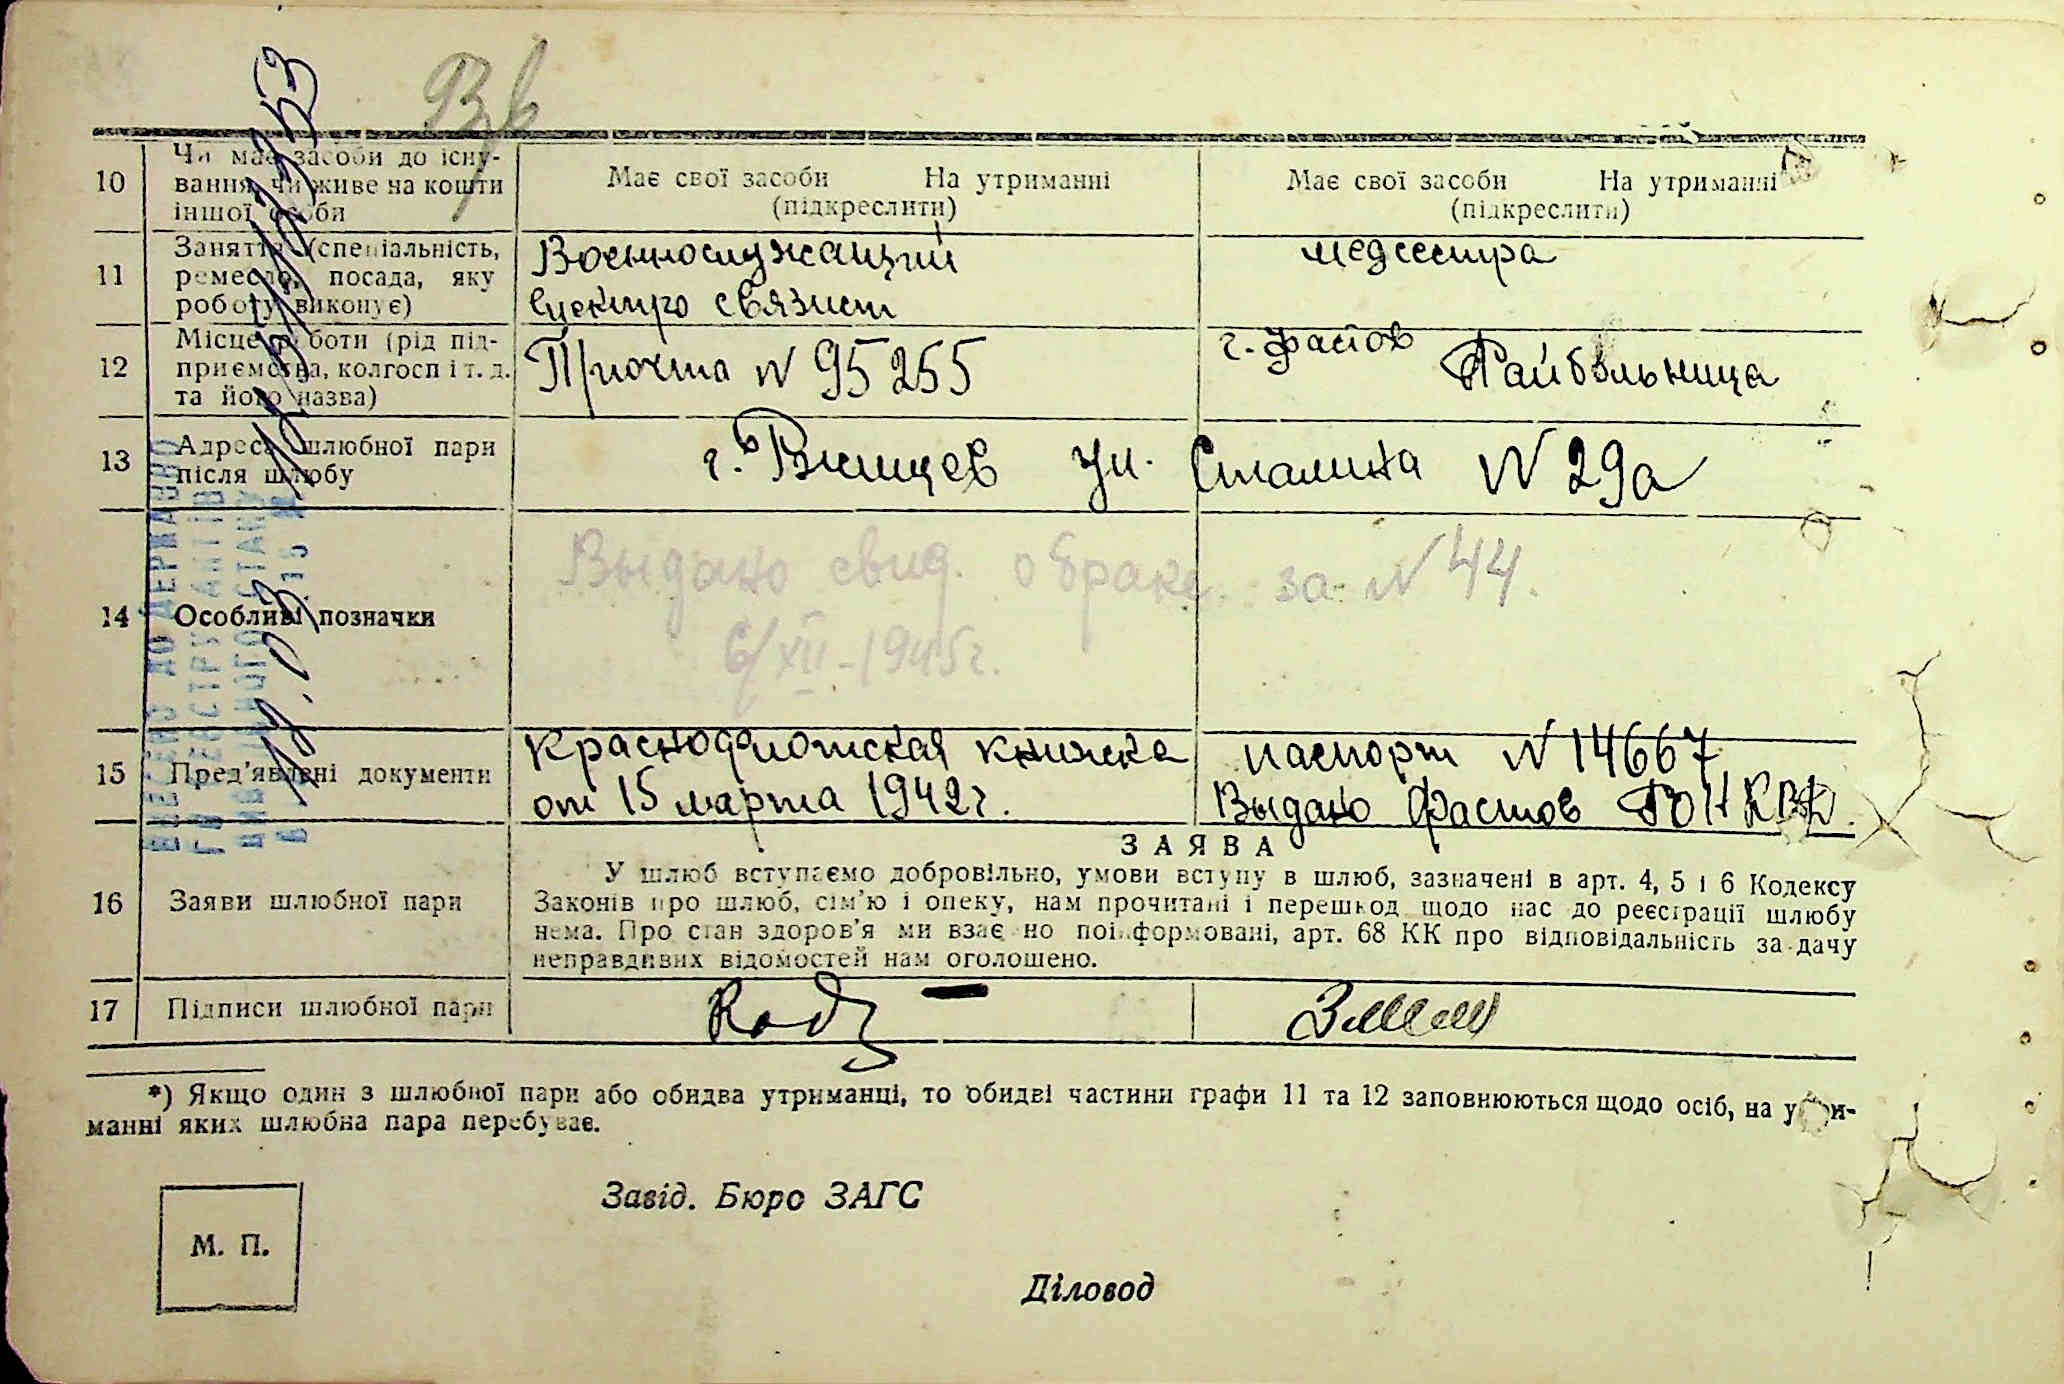 10 Чи має засоби до існування, чи живе на кошти іншої особи
Має свої засоби На утриманні
(підкреслити)
Має свої засоби На утриманні
(підкреслити)
11 Заняття (спеціальність, ремесло, посада, яку роботу виконує)
Военнослужащий
електро связист
медсестра
12 Місце роботи (рід підприємства, колгосп і т. д. та його назва)
№ 95255
г. Фастов
Райбольница
13 Адреса шлюбної пари після шлюбу
ул. Сталина № 29а
14 Особливі позначки
Выдано свид. о браке за № 44.
6/XII-1945г.
15 Пред'явлені документи
Краснофлотская книжка
от 15 марта 1942г.
паспорт № 14667
Выдано Фастов РОНКВД.
16 Заяви шлюбної пари
ЗАЯВА
У шлюб вступаємо добровільно, умови вступу в шлюб, зазначені в арт. 4, 5 і 6 Кодексу
Законів про шлюб, сім'ю і опеку, нам прочитані і перешкод щодо нас до реєстрації шлюбу
нема. Про стан здоров'я ми взаємно поінформовані, арт. 68 КК про відповідальність за дачу
неправдивих відомостей нам оголошено.
17 Підписи шлюбної пари
*) Якщо один з шлюбної пари або обидва утриманці, то обидві частини графи 11 та 12 заповнюються щодо осіб, на утри-
манні яких шлюбна пара перебуває.
Завід. Бюро ЗАГС
М. П.
Діловод